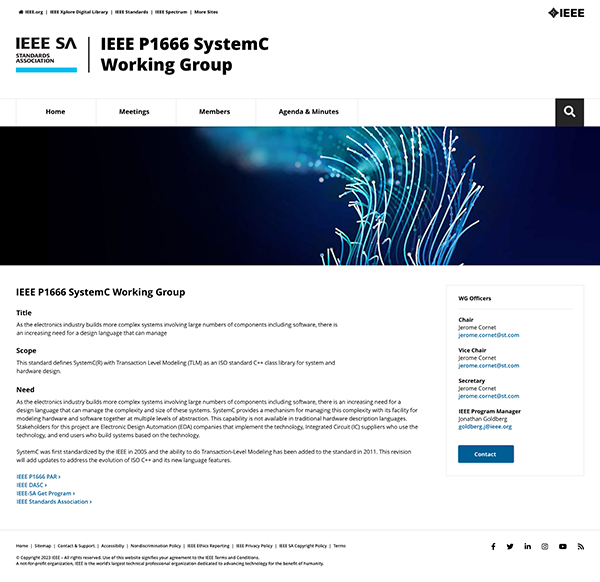 IEEE.org | IEEE Xplore Digital Library | IEEE Standards | IEEE Spectrum | More Sites
IEEE
IEEE SA
STANDARDS
ASSOCIATION
IEEE P1666 SystemC
Working Group
Home
Meetings
Members
Agenda & Minutes
IEEE P1666 SystemC Working Group
Title
As the electronics industry builds more complex systems involving large numbers of components including software, there is
an increasing need for a design language that can manage
Scope
This standard defines SystemC(R) with Transaction Level Modeling (TLM) as an ISO standard C++ class library for system and
hardware design.
Need
As the electronics industry builds more complex systems involving large numbers of components including software, there is an increasing need for a
design language that can manage the complexity and size of these systems. SystemC provides a mechanism for managing this complexity with its facility for
modeling hardware and software together at multiple levels of abstraction. This capability is not available in traditional hardware description languages.
Stakeholders for this project are Electronic Design Automation (EDA) companies that implement the technology, Integrated Circuit (IC) suppliers who use the
technology, and end users who build systems based on the technology.
SystemC was first standardized by the IEEE in 2005 and the ability to do Transaction-Level Modeling has been added to the standard in 2011. This revision
will add updates to address the evolution of ISO C++ and its new language features.
IEEE P1666 PAR ›
IEEE DASC ›
IEEE-SA Get Program ›
IEEE Standards Association ›
WG Officers
Chair
Jerome Cornet
jerome.cornet@st.com
Vice Chair
Jerome Cornet
jerome.cornet@st.com
Secretary
Jerome Cornet
jerome.cornet@st.com
IEEE Program Manager
Jonathan Goldberg
goldberg.j@ieee.org
Contact
Home | Sitemap | Contact & Support | Accessibility | Nondiscrimination Policy | IEEE Ethics Reporting | IEEE Privacy Policy | IEEE SA Copyright Policy | Terms
© Copyright 2023 IEEE – All rights reserved. Use of this website signifies your agreement to the IEEE Terms and Conditions.
A not-for-profit organization, IEEE is the world's largest technical professional organization dedicated to advancing technology for the benefit of humanity.